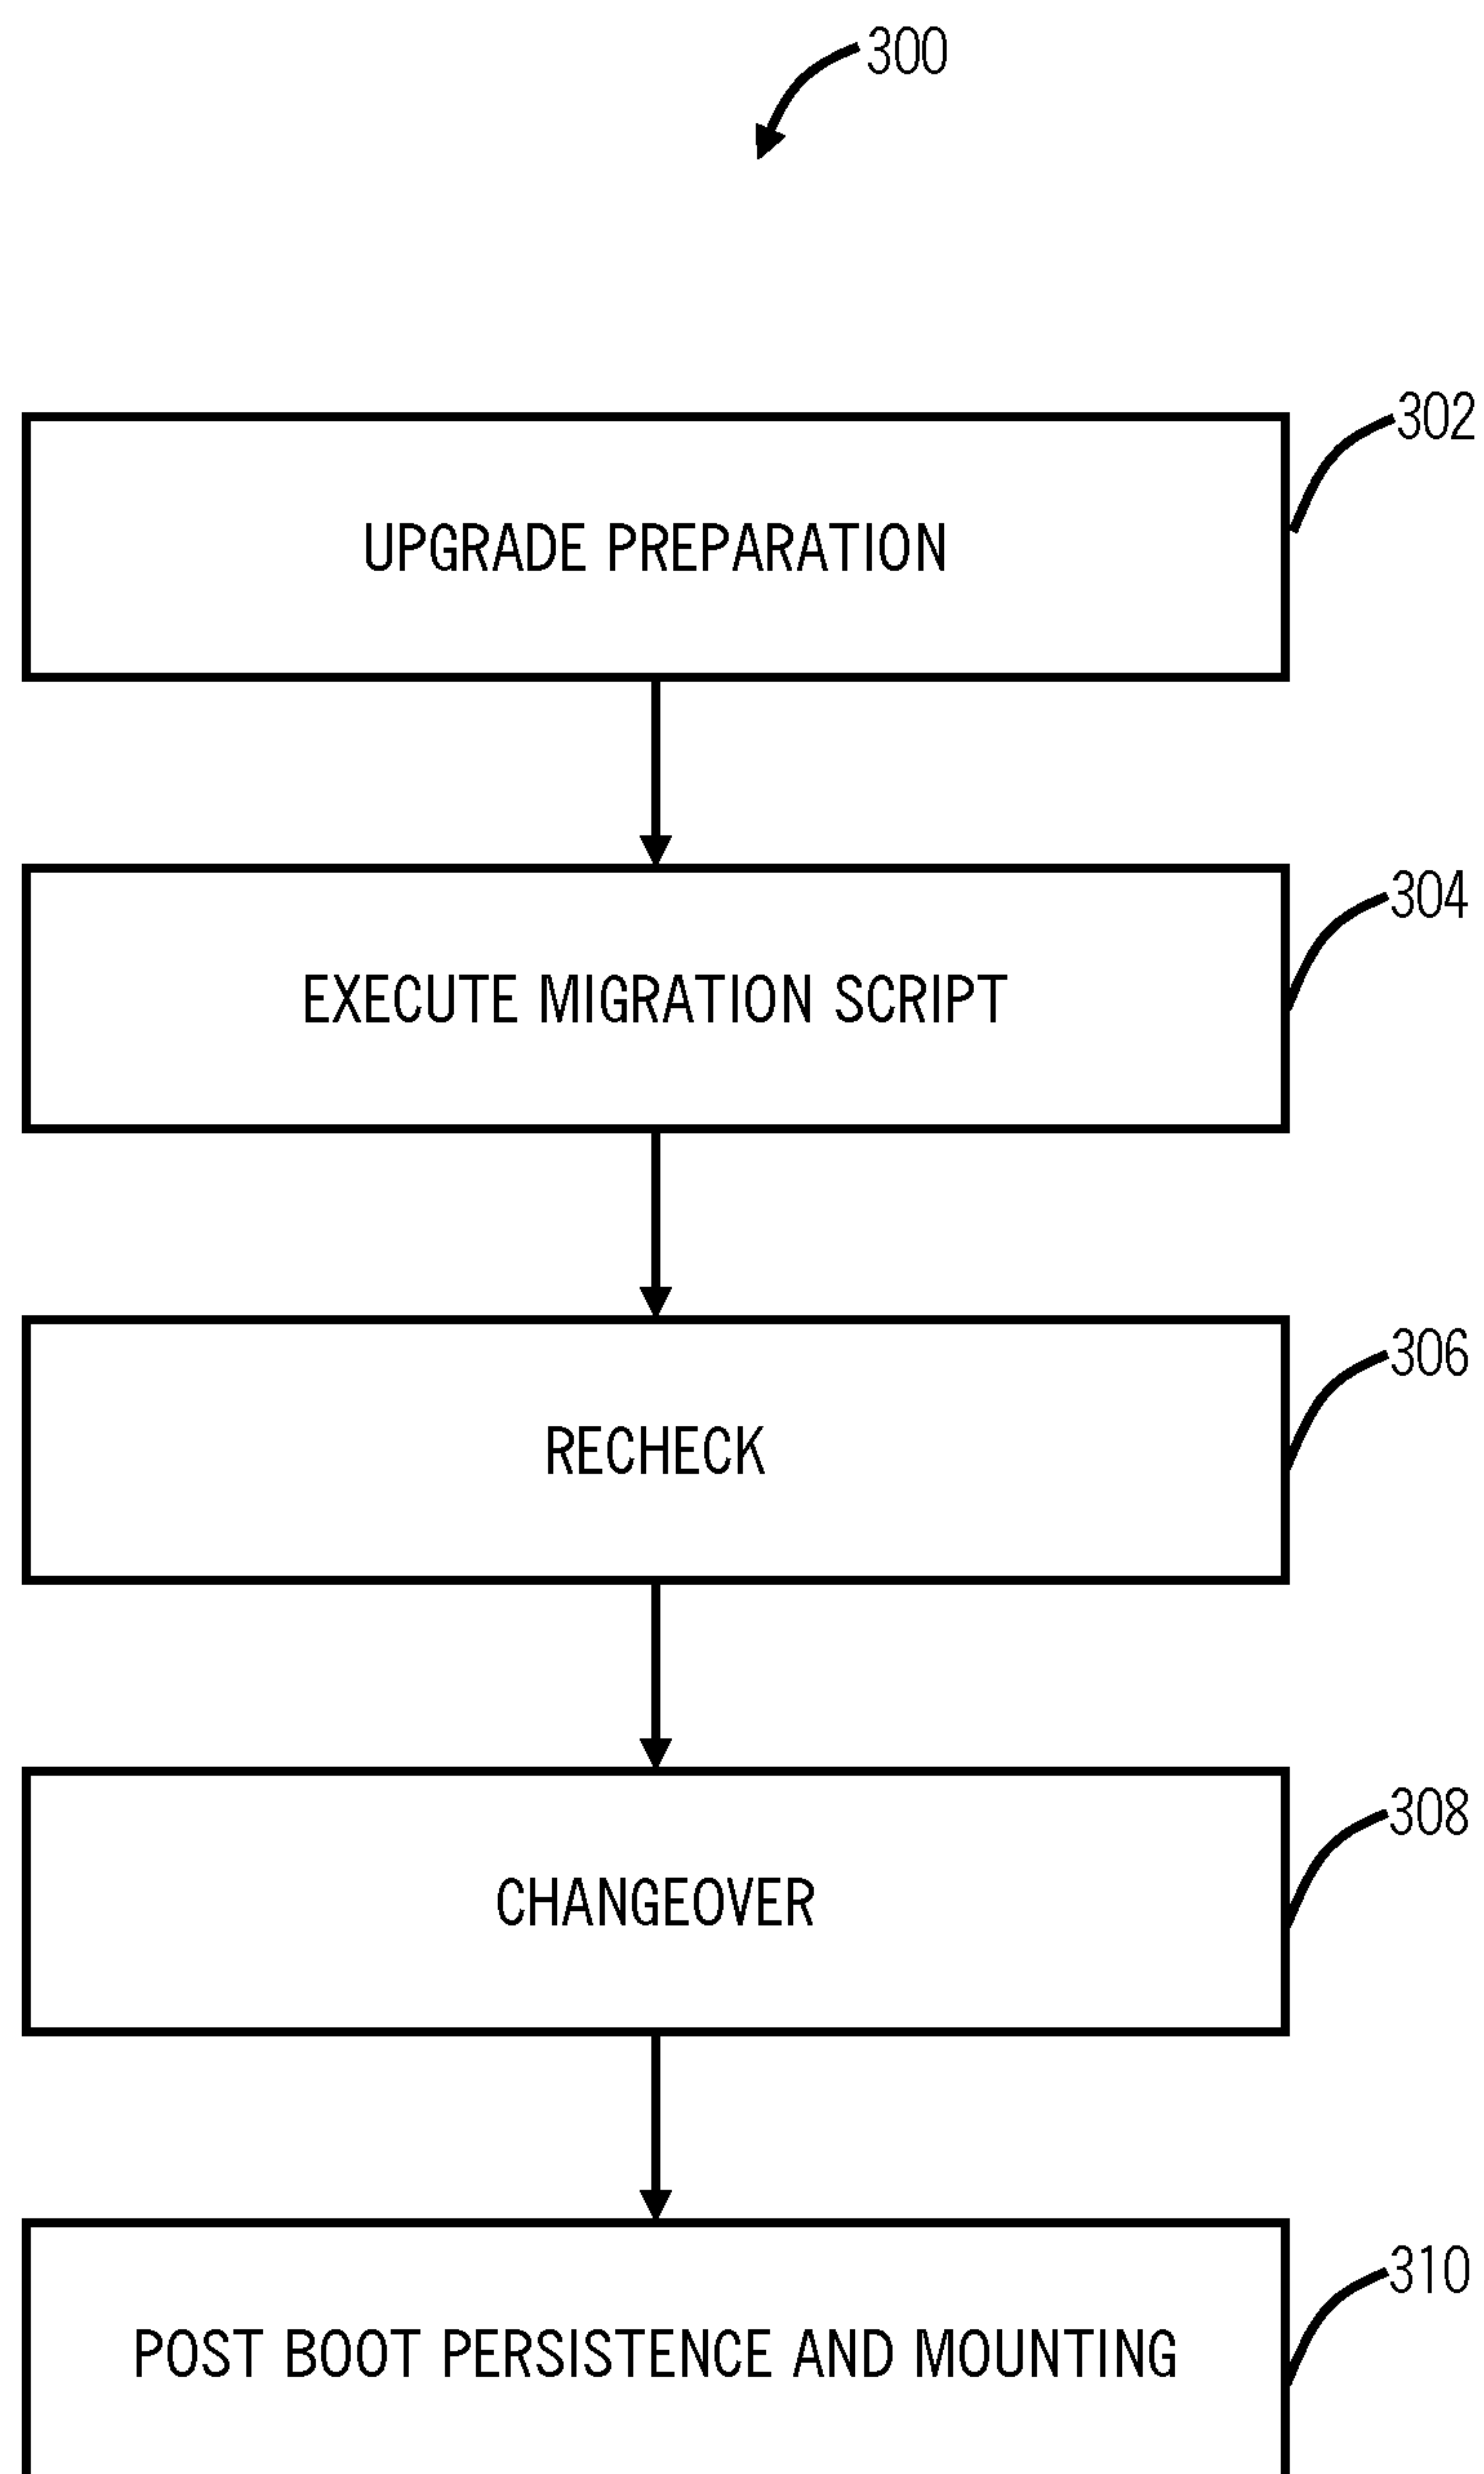 300
302
UPGRADE PREPARATION
304
EXECUTE MIGRATION SCRIPT
306
RECHECK
308
CHANGEOVER
310
POST BOOT PERSISTENCE AND MOUNTING